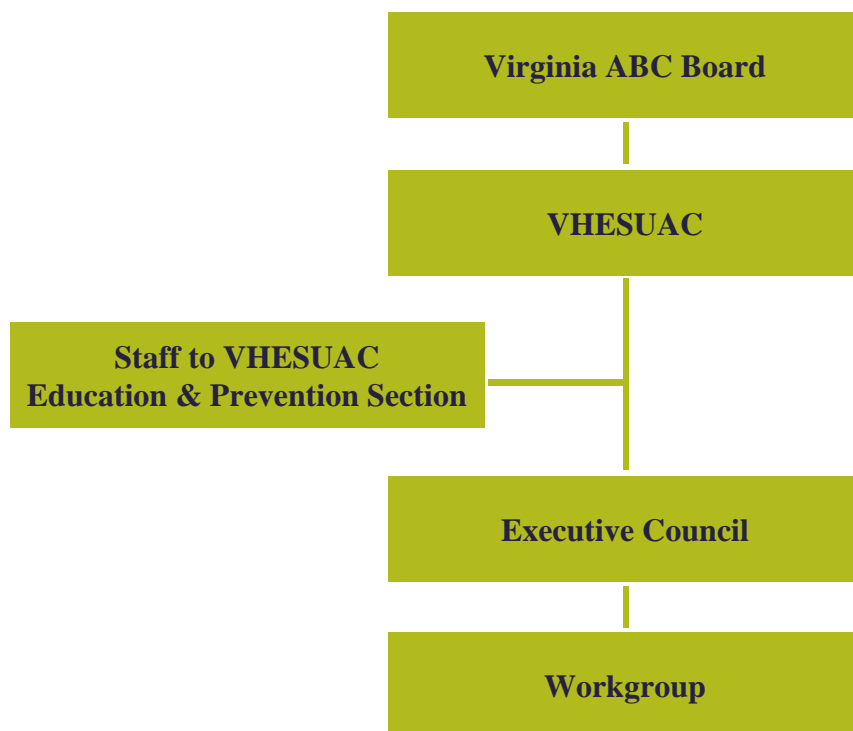 Virginia ABC Board
VHESUAC
Staff to VHESUAC
Education & Prevention Section
Executive Council
Workgroup